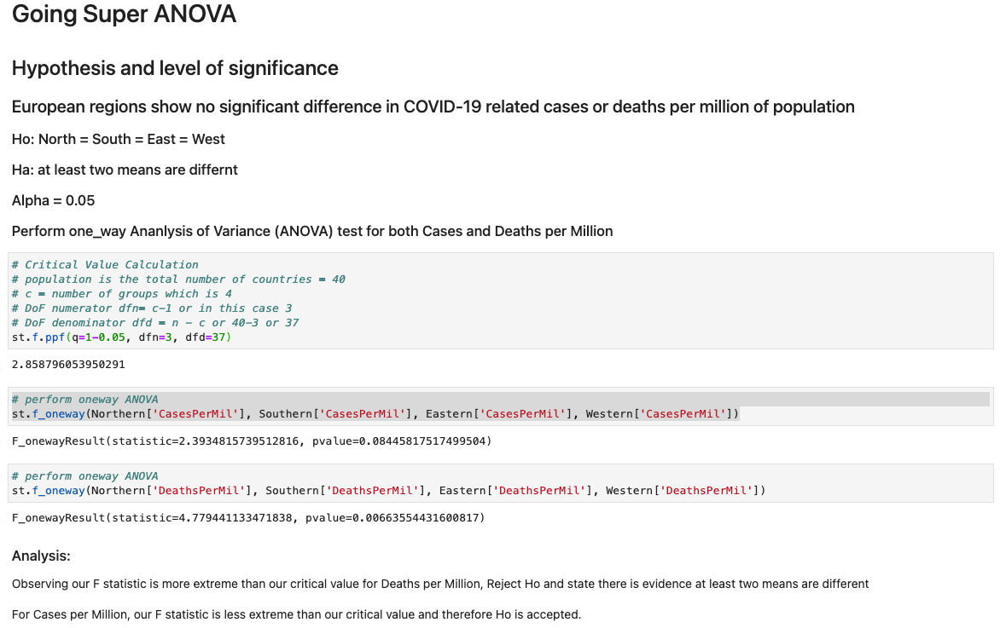 Going Super ANOVA
Hypothesis and level of significance
European regions show no significant difference in COVID-19 related cases or deaths per million of population
Ho: North = South = East = West
Ha: at least two means are differnt
Alpha = 0.05
Perform one_way Ananlysis of Variance (ANOVA) test for both Cases and Deaths per Million
# Critical Value Calculation
# population is the total number of countries = 40
# c = number of groups which is 4
# DoF numerator dfn= c-1 or in this case 3
# DoF denominator dfd = n - c or 40-3 or 37
st.f.ppf(q=1-0.05, dfn=3, dfd=37)
2.858796053950291
# perform oneway ANOVA
st.f_oneway(Northern['CasesPerMil'], Southern['CasesPerMil'], Eastern['CasesPerMil'], Western['CasesPerMil'])
F_onewayResult(statistic=2.3934815739512816, pvalue=0.08445817517499504)
# perform oneway ANOVA
st.f_oneway(Northern['DeathsPerMil'], Southern['DeathsPerMil'], Eastern['DeathsPerMil'], Western['DeathsPerMil'])
F_onewayResult(statistic=4.779441133471838, pvalue=0.00663554431600817)
Analysis:
Observing our F statistic is more extreme than our critical value for Deaths per Million, Reject Ho and state there is evidence at least two means are different
For Cases per Million, our F statistic is less extreme than our critical value and therefore Ho is accepted.